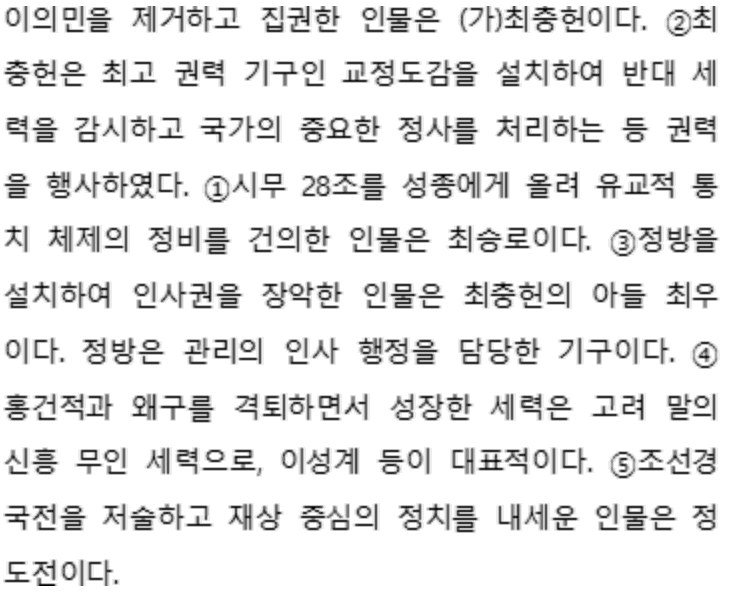 이의민을 제거하고 집권한 인물은 (가)최충헌이다. ②최
충헌은 최고 권력 기구인 교정도감을 설치하여 반대 세
력을 감시하고 국가의 중요한 정사를 처리하는 등 권력
을 행사하였다. ①시무 28조를 성종에게 올려 유교적 통
치 체제의 정비를 건의한 인물은 최승로이다. ③정방을
설치하여 인사권을 장악한 인물은 최충헌의 아들 최우
이다. 정방은 관리의 인사 행정을 담당한 기구이다. ④
홍건적과 왜구를 격퇴하면서 성장한 세력은 고려 말의
신흥 무인 세력으로, 이성계 등이 대표적이다. ⑤조선경
국전을 저술하고 재상 중심의 정치를 내세운 인물은 정
도전이다.